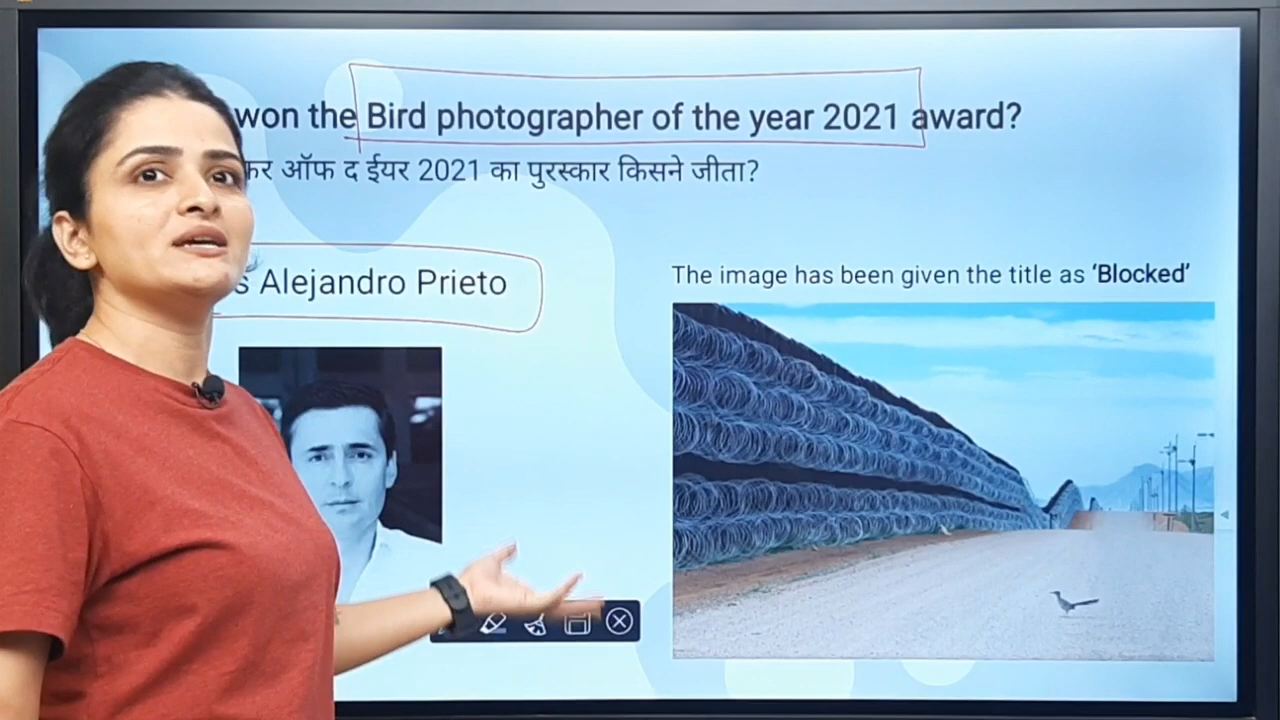 won the Bird photographer of the year 2021 award?
ऑफ द ईयर 2021 का पुरस्कार किसने जीता?
Alejandro Prieto
The image has been given the title as ‘Blocked’